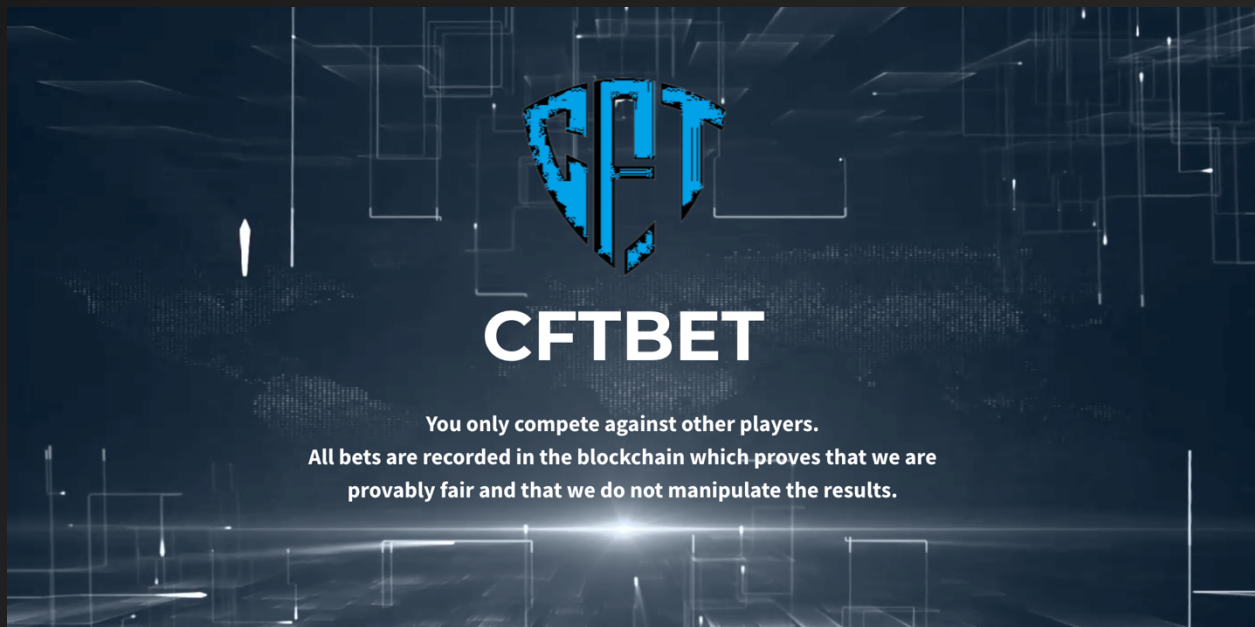 CFT
CFTBET
You only compete against other players.
All bets are recorded in the blockchain which proves that we are
provably fair and that we do not manipulate the results.